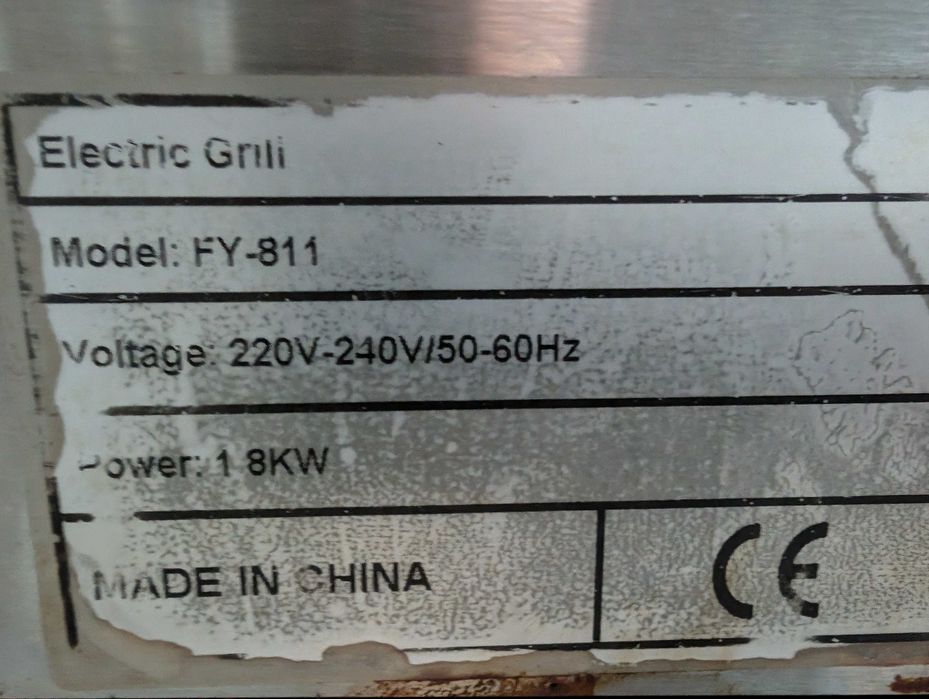 Electric Grill
Model: FY-811
Voltage: 220V-240V/50-60Hz
Power: 1.8KW
MADE IN CHINA
CE